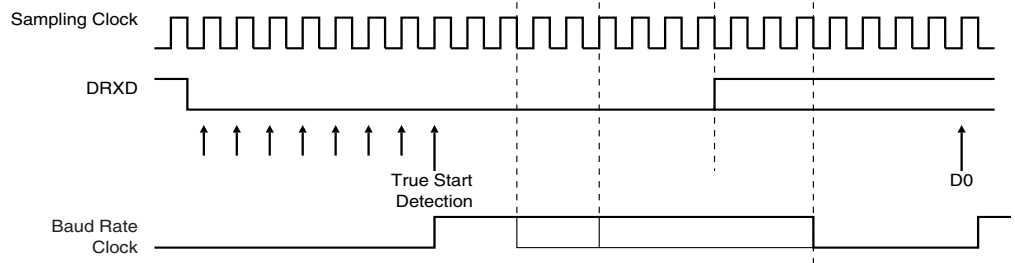 Sampling Clock
DRXD
True Start
Detection
D0
Baud Rate
Clock